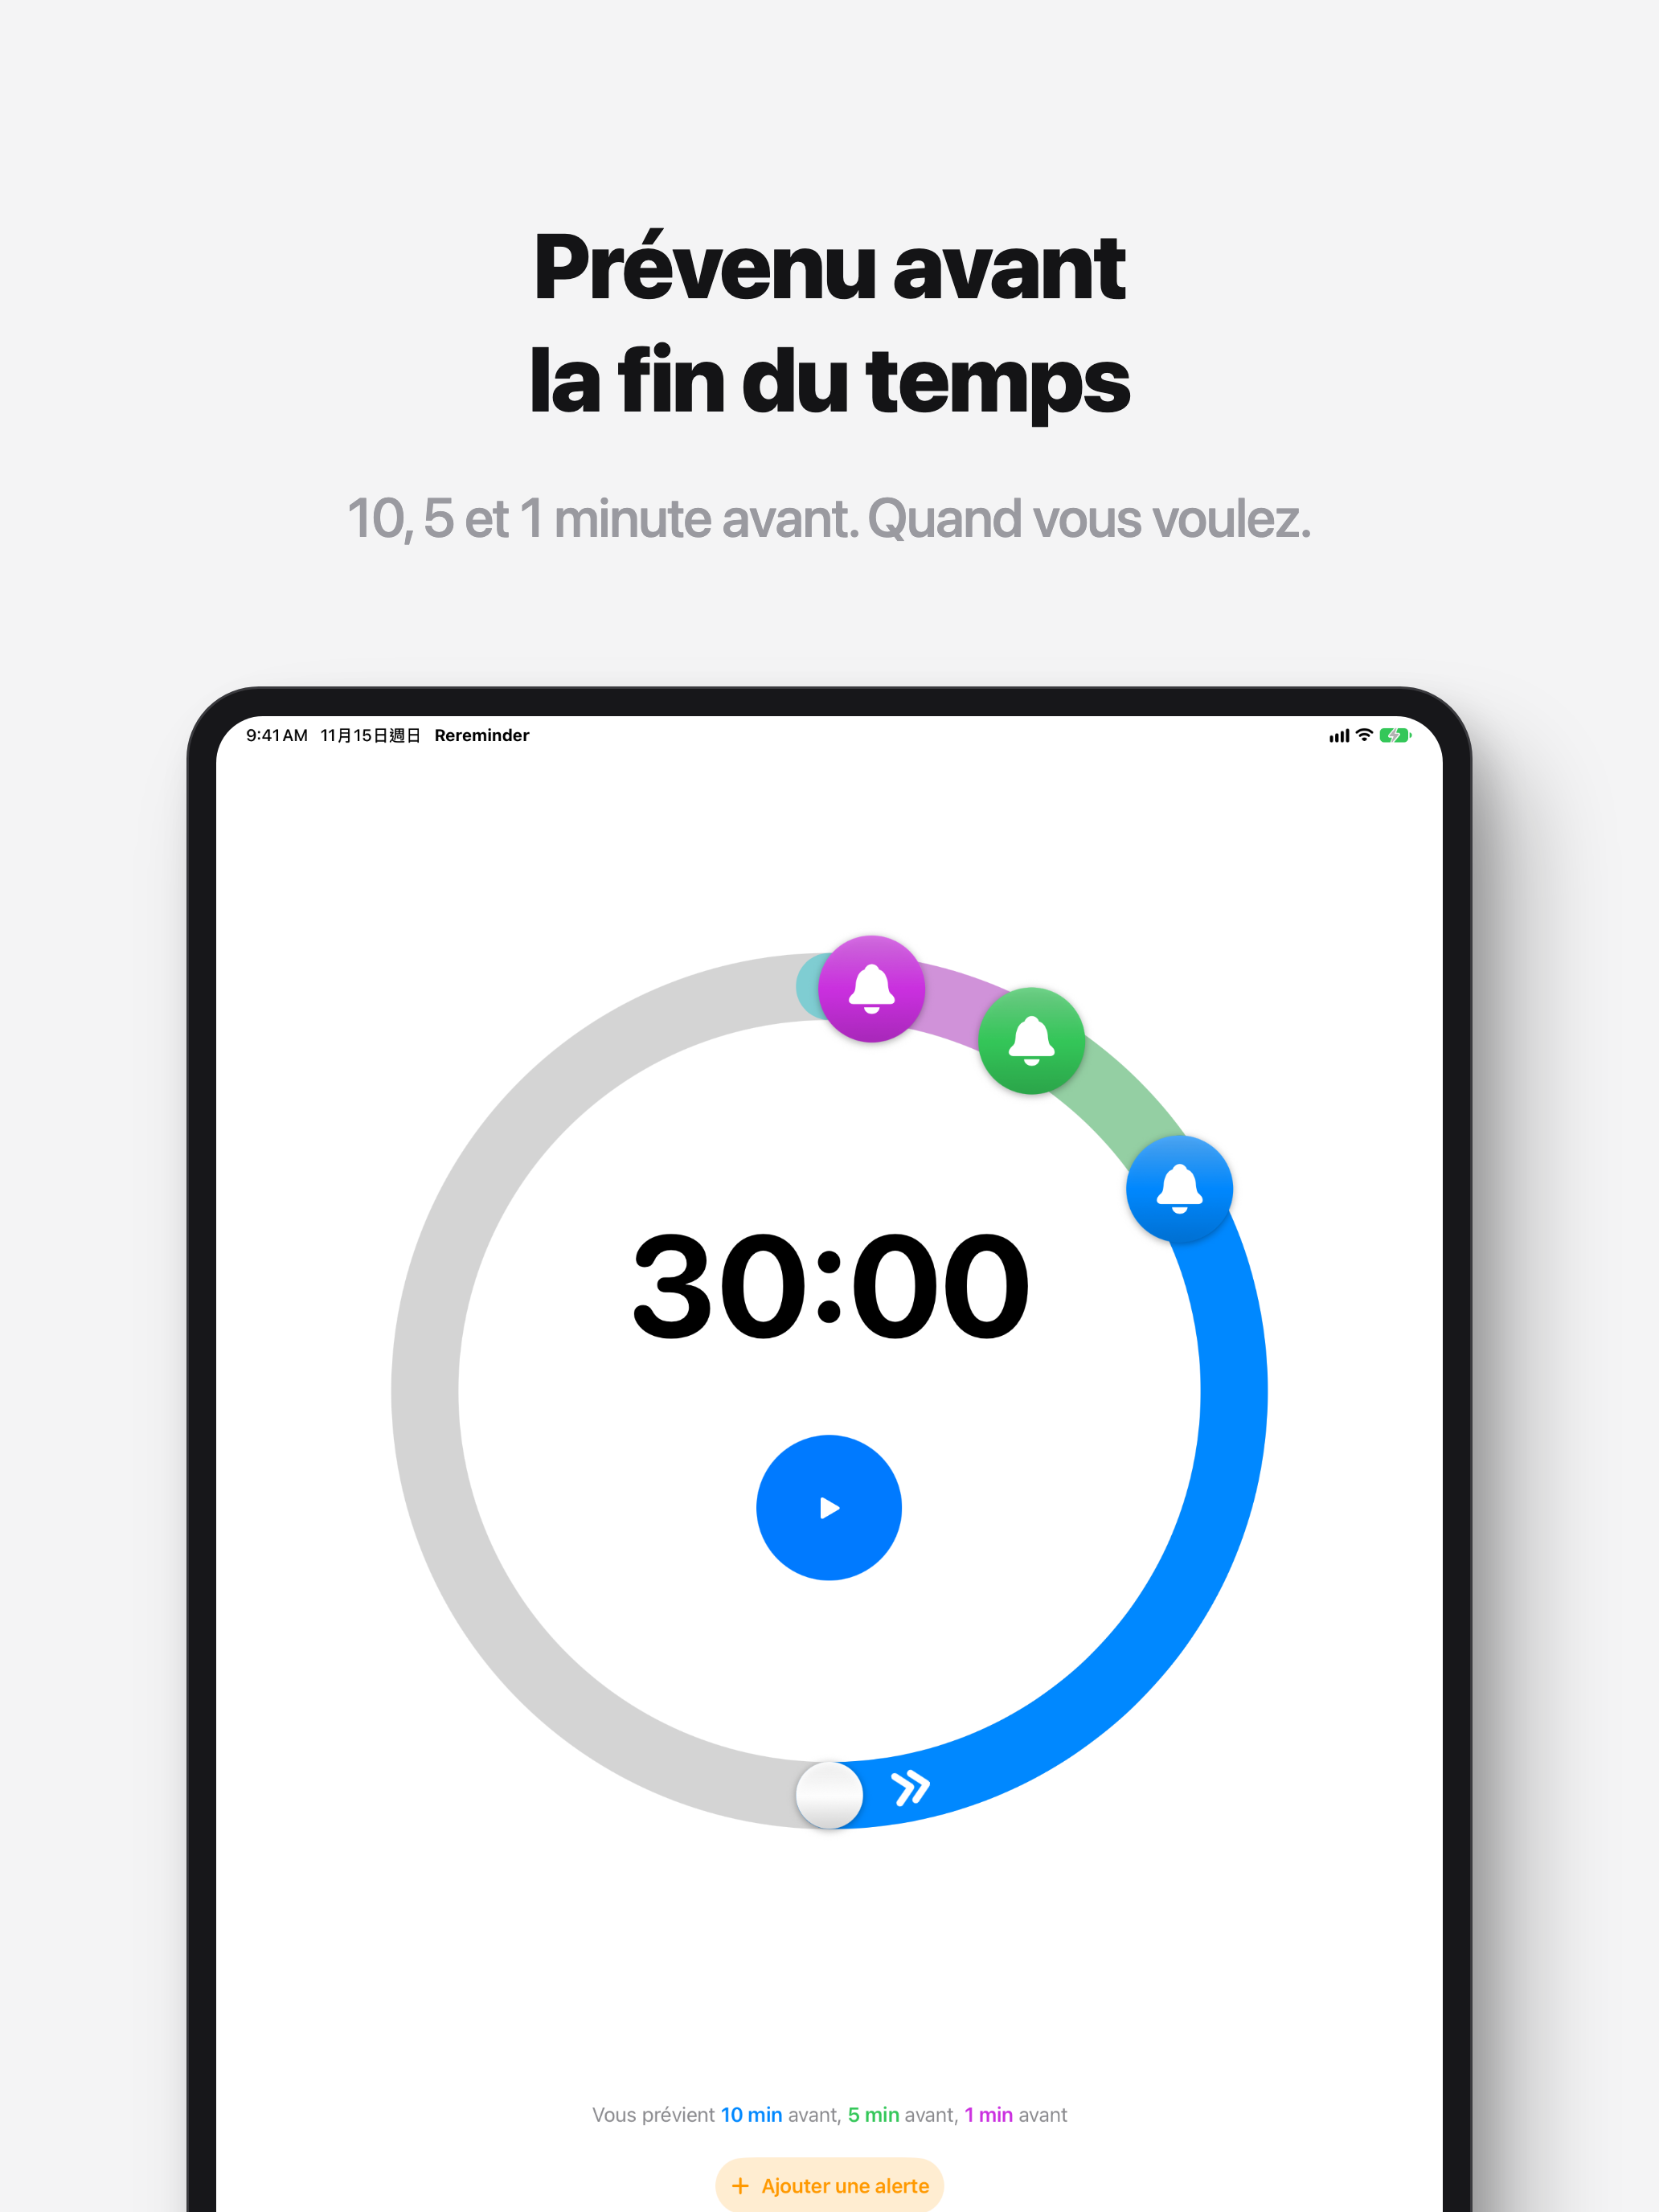 Prévenu avant
la fin du temps
10, 5 et 1 minute avant. Quand vous voulez.
9:41 AM 11月15日週日 Rereminder
30:00
Vous prévient 10 min avant, 5 min avant, 1 min avant
+ Ajouter une alerte